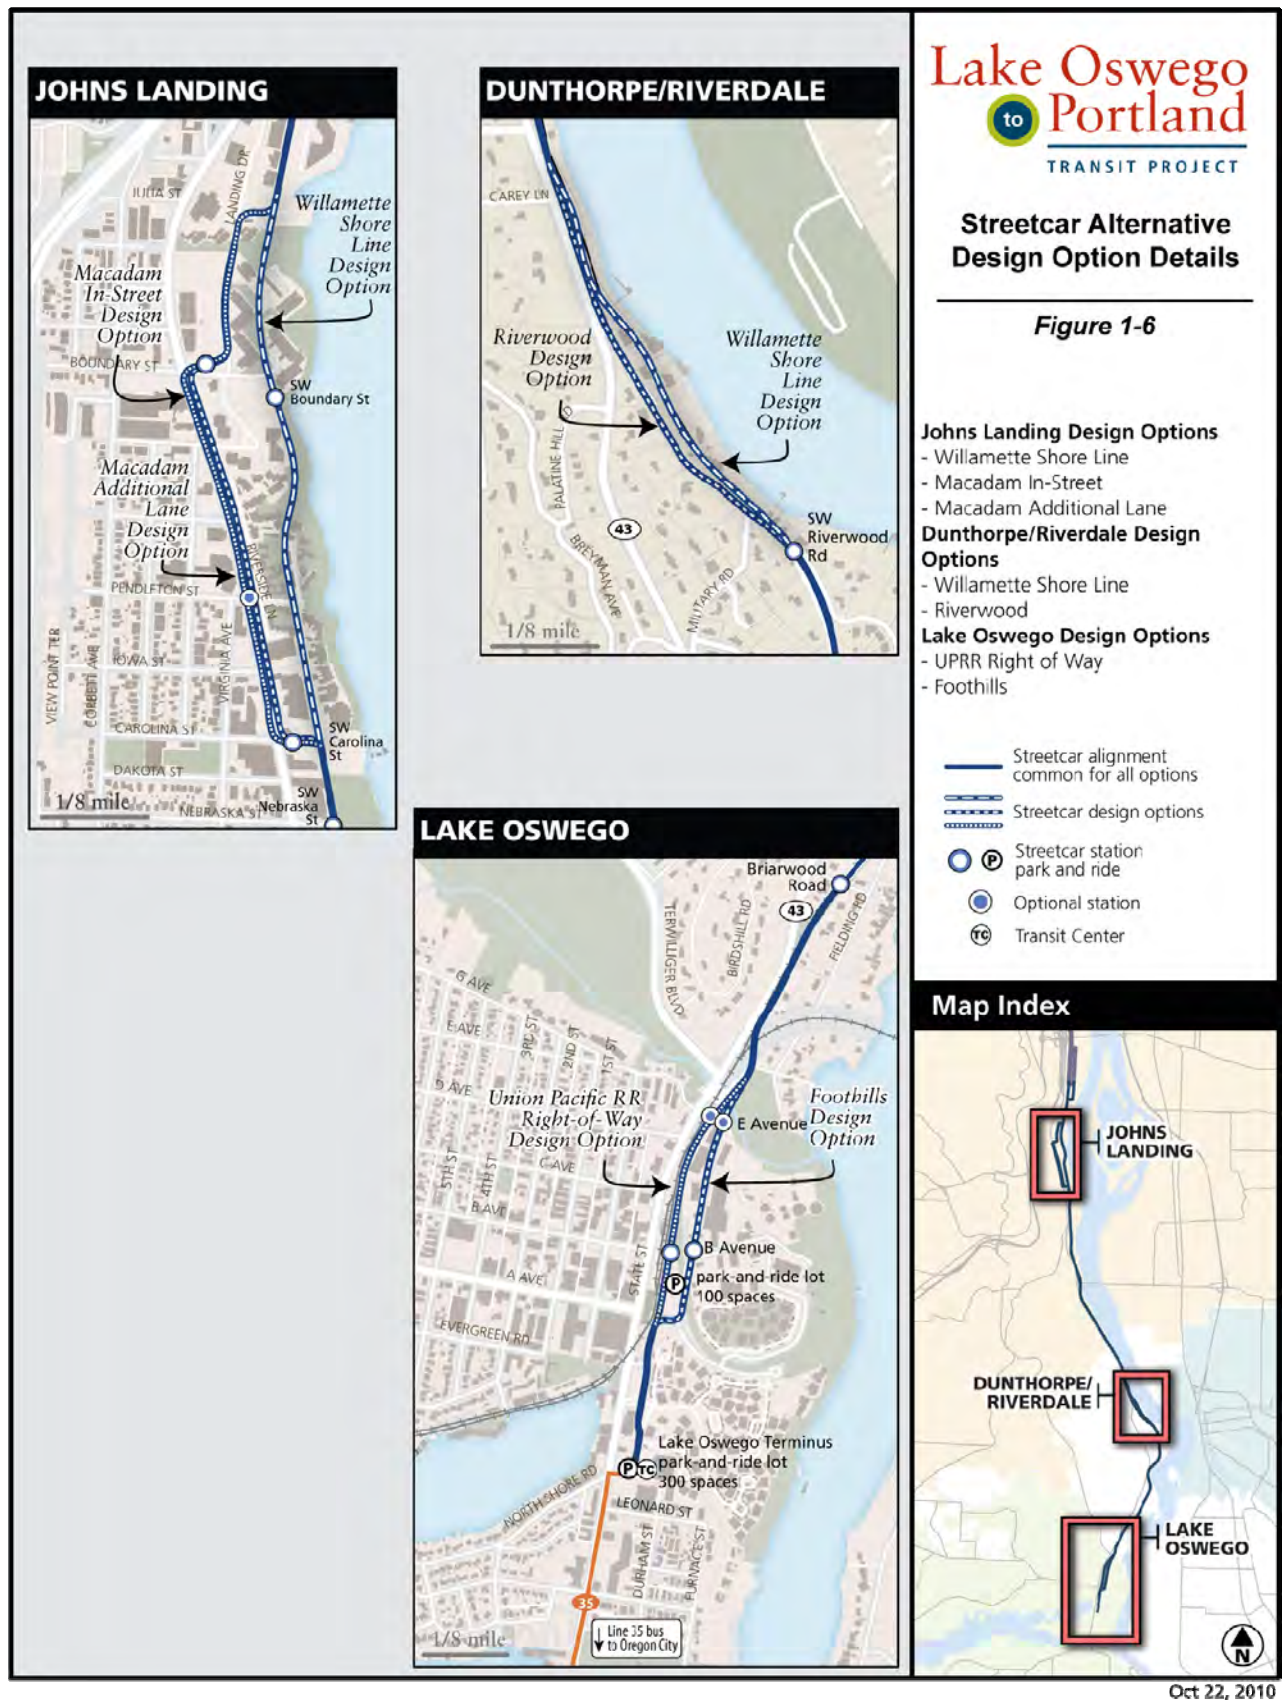 JOHNS LANDING
JULIA ST
LANDING DR
Willamette
Shore
Line
Design
Option
Macadam
In-Street
Design
Option
BOUNDARY ST
SW
Boundary St
Macadam
Additional
Lane
Design
Option
RIVERSIDE LN
PENDLETON ST
VIRGINIA AVE
VIEW POINT TER
CORBETT AVE
IOWA ST
CAROLINA ST
SW
Carolina
St
DAKOTA ST
SW
Nebraska
St
1/8 mile
NEBRASKA ST
DUNTHORPE/RIVERDALE
CAREY LN
Riverwood
Design
Option
Willamette
Shore
Line
Design
Option
PALATINE HILL RD
43
BREYMAN AVE
MILITARY RD
SW
Riverwood
Rd
1/8 mile
LAKE OSWEGO
Briarwood
Road
43
TERWILLIGER BLVD
BIRDSHILL RD
FIELDING RD
G AVE
E AVE
D AVE
3RD ST
2ND ST
1ST ST
Union Pacific RR
Right-of-Way
Design Option
E Avenue
Foothills
Design
Option
5TH ST
4TH ST
C AVE
B AVE
A AVE
STATE ST
B Avenue
P
park-and-ride lot
100 spaces
EVERGREEN RD
Lake Oswego Terminus
park-and-ride lot
300 spaces
P TC
NORTH SHORE RD
LEONARD ST
DURHAM ST
FURNACE ST
35
Line 35 bus
to Oregon City
1/8 mile
Lake Oswego
to Portland
TRANSIT PROJECT
Streetcar Alternative
Design Option Details
Figure 1-6
Johns Landing Design Options
- Willamette Shore Line
- Macadam In-Street
- Macadam Additional Lane
Dunthorpe/Riverdale Design
Options
- Willamette Shore Line
- Riverwood
Lake Oswego Design Options
- UPRR Right of Way
- Foothills
Streetcar alignment
common for all options
Streetcar design options
P
Streetcar station
park and ride
Optional station
TC
Transit Center
Map Index
JOHNS
LANDING
DUNTHORPE/
RIVERDALE
LAKE
OSWEGO
N
Oct 22, 2010